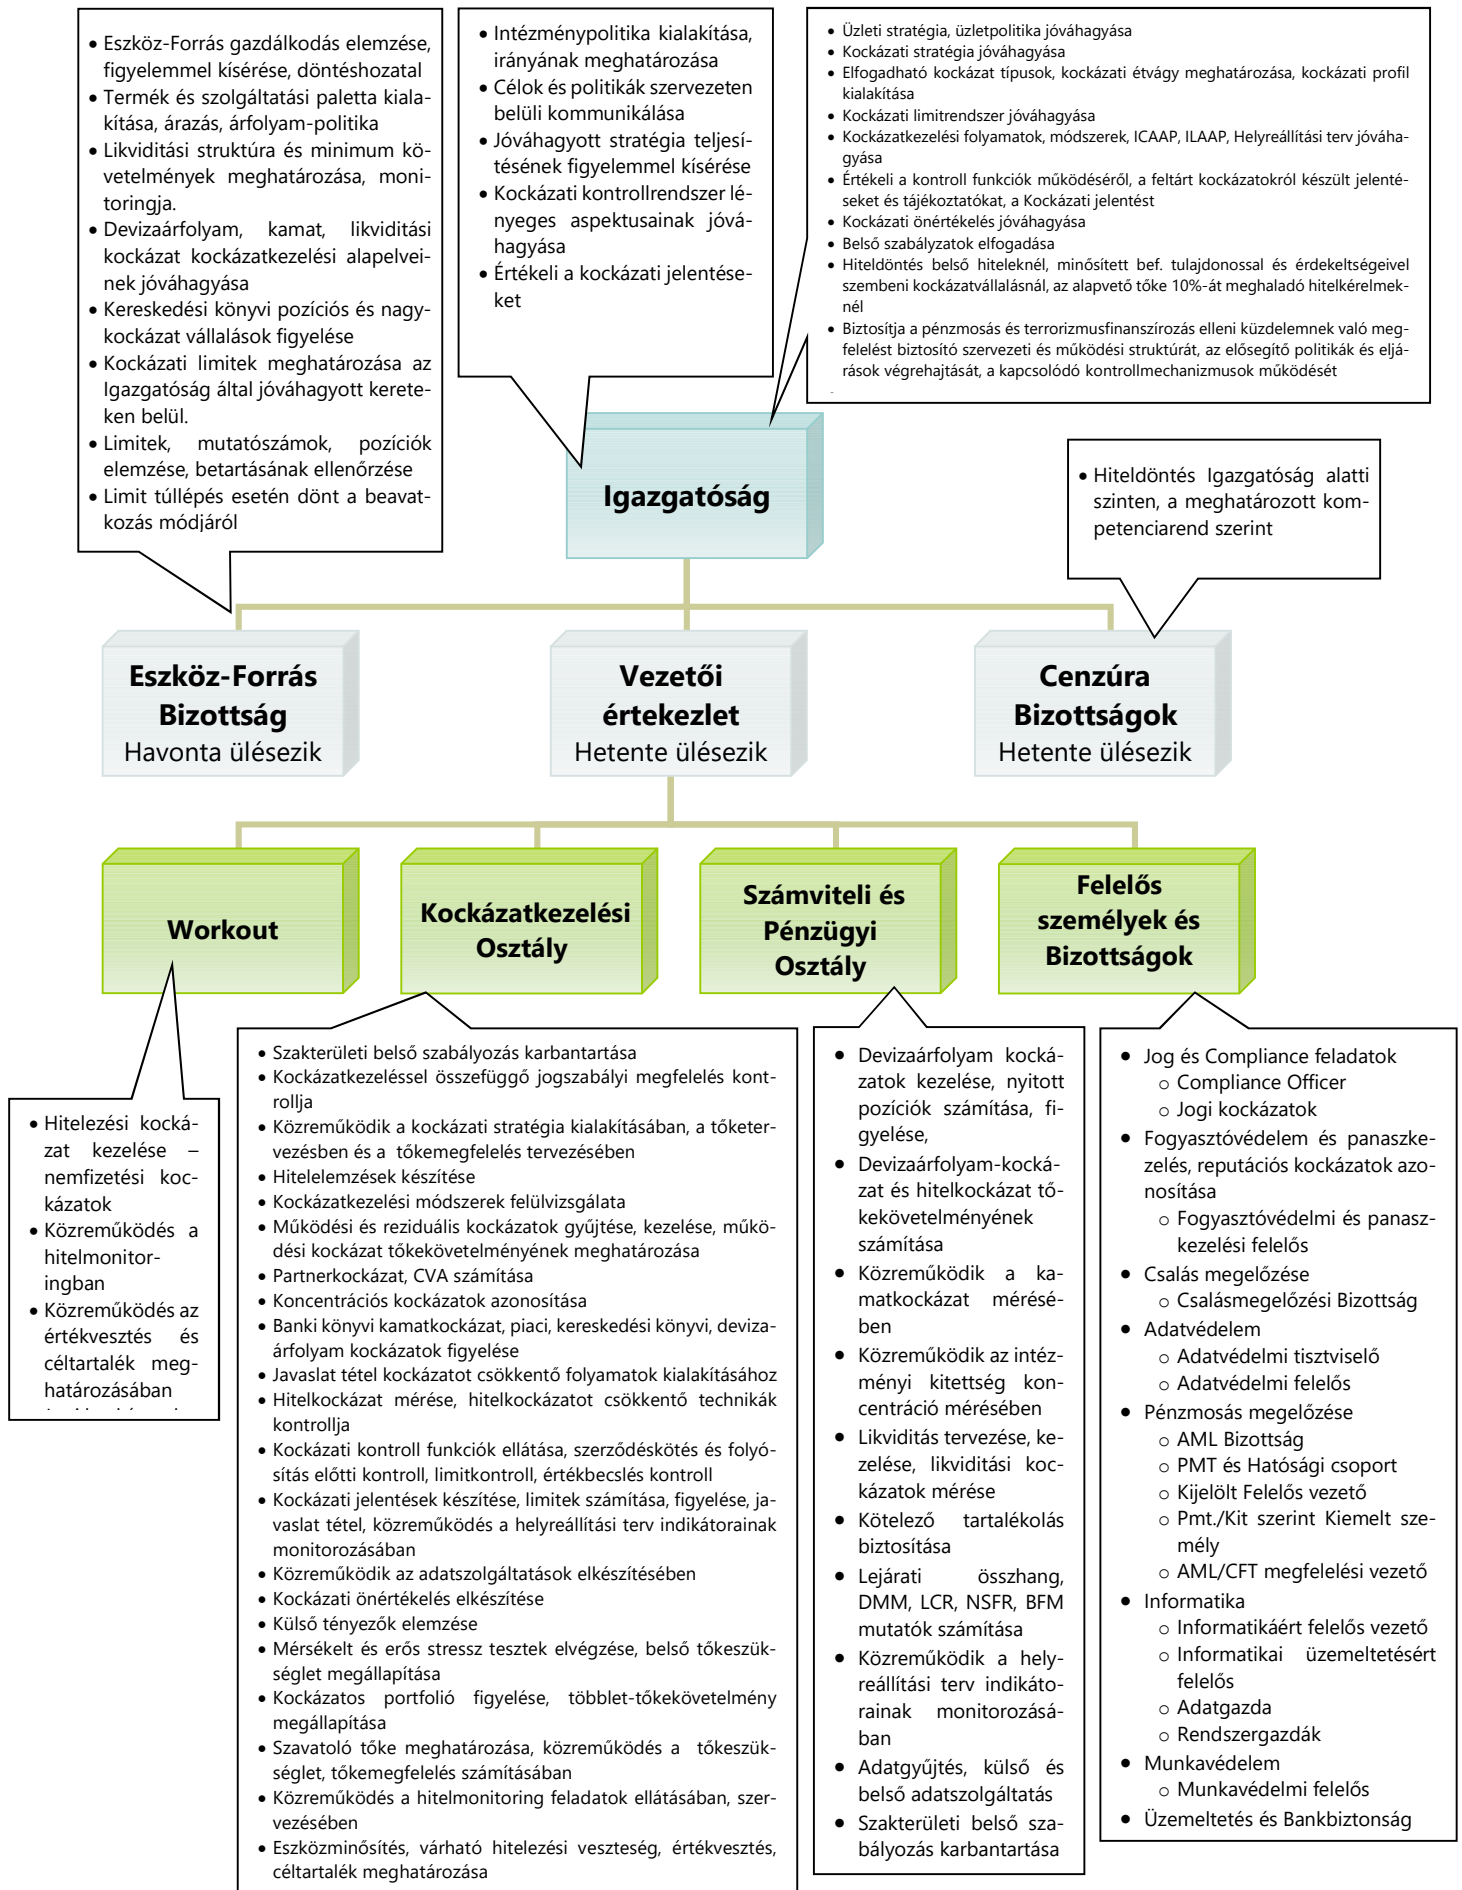 • Eszköz-Forrás gazdálkodás elemzése,
figyelemmel kísérése, döntéshozatal
• Termék és szolgáltatási paletta kiala-
kítása, árazás, árfolyam-politika
• Likviditási struktúra és minimum kö-
vetelmények meghatározása, moni-
toringja.
• Devizaárfolyam, kamat, likviditási
kockázat kockázatkezelési alapelvei-
nek jóváhagyása
• Kereskedési könyvi pozíciós és nagy-
kockázat vállalások figyelése
• Kockázati limitek meghatározása az
Igazgatóság által jóváhagyott kerete-
ken belül.
• Limitek, mutatószámok, pozíciók
elemzése, betartásának ellenőrzése
• Limit túllépés esetén dönt a beavat-
kozás módjáról
• Intézménypolitika kialakítása,
irányának meghatározása
• Célok és politikák szervezeten
belüli kommunikálása
• Jóváhagyott stratégia teljesí-
tésének figyelemmel kísérése
• Kockázati kontrollrendszer lé-
nyeges aspektusainak jóvá-
hagyása
• Értékeli a kockázati jelentése-
ket
• Üzleti stratégia, üzletpolitika jóváhagyása
• Kockázati stratégia jóváhagyása
• Elfogadható kockázat típusok, kockázati étvágy meghatározása, kockázati profil
kialakítása
• Kockázati limitrendszer jóváhagyása
• Kockázatkezelési folyamatok, módszerek, ICAAP, ILAAP, Helyreállítási terv jóváha-
gyása
• Értékeli a kontroll funkciók működéséről, a feltárt kockázatokról készült jelenté-
seket és tájékoztatókat, a Kockázati jelentést
• Kockázati önértékelés jóváhagyása
• Belső szabályzatok elfogadása
• Hiteldöntés belső hiteleknél, minősített bef. tulajdonossal és érdekeltségeivel
szembeni kockázatvállalásnál, az alapvető tőke 10%-át meghaladó hitelkérelmek-
nél
• Biztosítja a pénzmosás és terrorizmusfinanszírozás elleni küzdelemnek való meg-
felelést biztosító szervezeti és működési struktúrát, az elősegítő politikák és eljá-
rások végrehajtását, a kapcsolódó kontrollmechanizmusok működését
Igazgatóság
• Hiteldöntés Igazgatóság alatti
szinten, a meghatározott kom-
petenciarend szerint
Eszköz-Forrás
Bizottság
Havonta ülésezik
Vezetői
értekezlet
Hetente ülésezik
Cenzúra
Bizottságok
Hetente ülésezik
Workout
Kockázatkezelési
Osztály
Számviteli és
Pénzügyi
Osztály
Felelős
személyek és
Bizottságok
• Hitelezési kocká-
zat kezelése –
nemfizetési koc-
kázatok
• Közreműködés a
hitelmonitor-
ingban
• Közreműködés az
értékvesztés és
céltartalék meg-
határozásában
• Szakterületi belső szabályozás karbantartása
• Kockázatkezeléssel összefüggő jogszabályi megfelelés kont-
rollja
• Közreműködik a kockázati stratégia kialakításában, a tőketer-
vezésben és a tőkemegfelelés tervezésében
• Hitelelemzések készítése
• Kockázatkezelési módszerek felülvizsgálata
• Működési és reziduális kockázatok gyűjtése, kezelése, műkö-
dési kockázat tőkekövetelményének meghatározása
• Partnerkockázat, CVA számítása
• Koncentrációs kockázatok azonosítása
• Banki könyvi kamatkockázat, piaci, kereskedési könyvi, deviza-
árfolyam kockázatok figyelése
• Javaslat tétel kockázatot csökkentő folyamatok kialakításához
• Hitelkockázat mérése, hitelkockázatot csökkentő technikák
kontrollja
• Kockázati kontroll funkciók ellátása, szerződéskötés és folyó-
sítás előtti kontroll, limitkontroll, értékbecslés kontroll
• Kockázati jelentések készítése, limitek számítása, figyelése, ja-
vaslat tétel, közreműködés a helyreállítási terv indikátorainak
monitorozásában
• Közreműködik az adatszolgáltatások elkészítésében
• Kockázati önértékelés elkészítése
• Külső tényezők elemzése
• Mérsékelt és erős stressz tesztek elvégzése, belső tőkeszük-
séglet megállapítása
• Kockázatos portfolió figyelése, többlet-tőkekövetelmény
megállapítása
• Szavatoló tőke meghatározása, közreműködés a tőkeszük-
séglet, tőkemegfelelés számításában
• Közreműködés a hitelmonitoring feladatok ellátásában, szer-
vezésében
• Eszközminősítés, várható hitelezési veszteség, értékvesztés,
céltartalék meghatározása
• Devizaárfolyam kocká-
zatok kezelése, nyitott
pozíciók számítása, fi-
gyelése,
• Devizaárfolyam-kocká-
zat és hitelkockázat tő-
kekövetelményének
számítása
• Közreműködik a ka-
matkockázat mérésé-
ben
• Közreműködik az intéz-
ményi kitettség kon-
centráció mérésében
• Likviditás tervezése, ke-
zelése, likviditási koc-
kázatok mérése
• Kötelező tartalékolás
biztosítása
• Lejárati összhang,
DMM, LCR, NSFR, BFM
mutatók számítása
• Közreműködik a hely-
reállítási terv indikáto-
rainak monitorozásá-
ban
• Adatgyűjtés, külső és
belső adatszolgáltatás
• Szakterületi belső sza-
bályozás karbantartása
• Jog és Compliance feladatok
○ Compliance Officer
○ Jogi kockázatok
• Fogyasztóvédelem és panaszke-
zelés, reputációs kockázatok azo-
nosítása
○ Fogyasztóvédelmi és panasz-
kezelési felelős
• Csalás megelőzése
○ Csalásmegelőzési Bizottság
• Adatvédelem
○ Adatvédelmi tisztviselő
○ Adatvédelmi felelős
• Pénzmosás megelőzése
○ AML Bizottság
○ PMT és Hatósági csoport
○ Kijelölt Felelős vezető
○ Pmt./Kit szerint Kiemelt sze-
mély
○ AML/CFT megfelelési vezető
• Informatika
○ Informatikáért felelős vezető
○ Informatikai üzemeltetésért
felelős
○ Adatgazda
○ Rendszergazdák
• Munkavédelem
○ Munkavédelmi felelős
• Üzemeltetés és Bankbiztonság